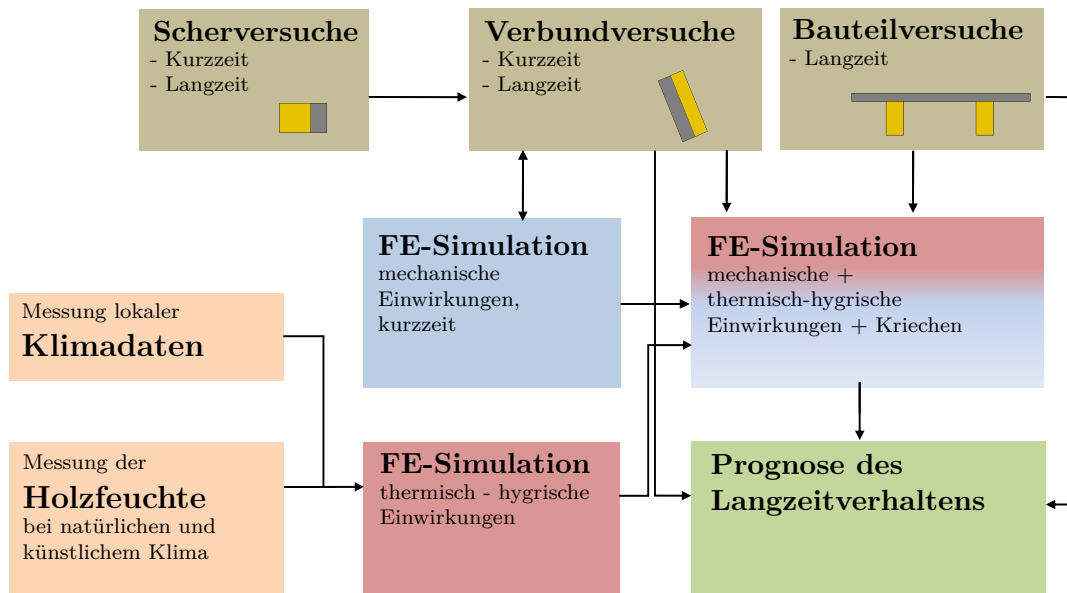 Scherversuche
- Kurzzeit
- Langzeit
Verbundversuche
- Kurzzeit
- Langzeit
Bauteilversuche
- Langzeit
FE-Simulation
mechanische
Einwirkungen,
kurzzeit
FE-Simulation
mechanische +
thermisch-hygrische
Einwirkungen + Kriechen
Messung lokaler
Klimadaten
Messung der
Holzfeuchte
bei natürlichen und
künstlichem Klima
FE-Simulation
thermisch - hygrische
Einwirkungen
Prognose des
Langzeitverhaltens